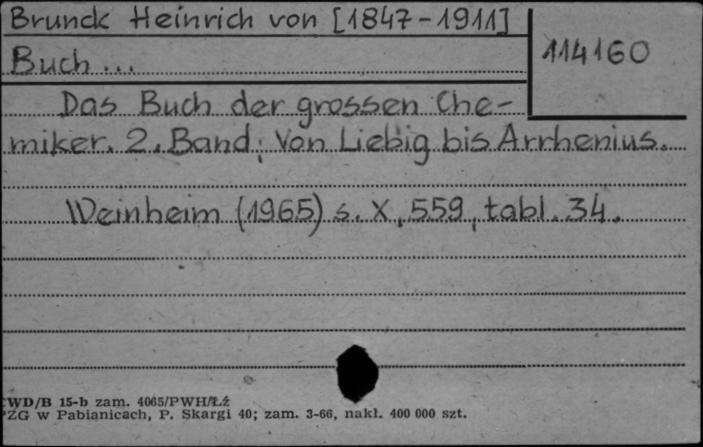 Brunck Heinrich von [1847-1911]
114160
Buch...
Das Buch der grossen Che-
miker. 2. Band; Von Liebig bis Arrhenius.
Weinheim (1965) s. X, 559, tabl. 34.
WD/B 15-b zam. 4065/PWH/Łź
PZG w Pabianicach, P. Skargi 40; zam. 3-66, nakł. 400 000 szt.